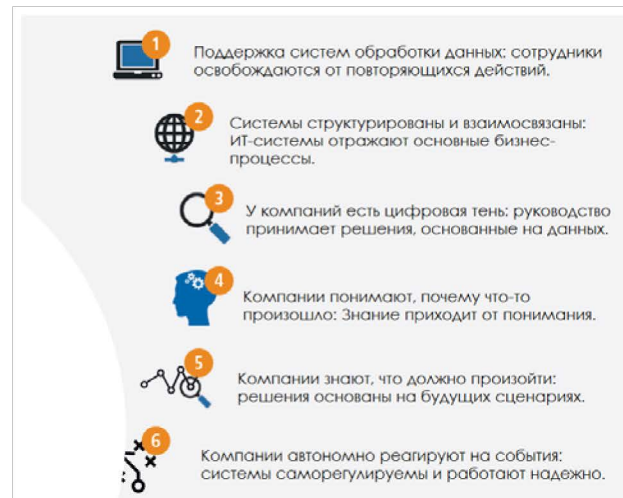 1
Поддержка систем обработки данных: сотрудники
освобождаются от повторяющихся действий.
2
Системы структурированы и взаимосвязаны:
ИТ-системы отражают основные бизнес-
процессы.
3
У компаний есть цифровая тень: руководство
принимает решения, основанные на данных.
4
Компании понимают, почему что-то
произошло: Знание приходит от понимания.
5
Компании знают, что должно произойти:
решения основаны на будущих сценариях.
6
Компании автономно реагируют на события:
системы саморегулируемы и работают надежно.